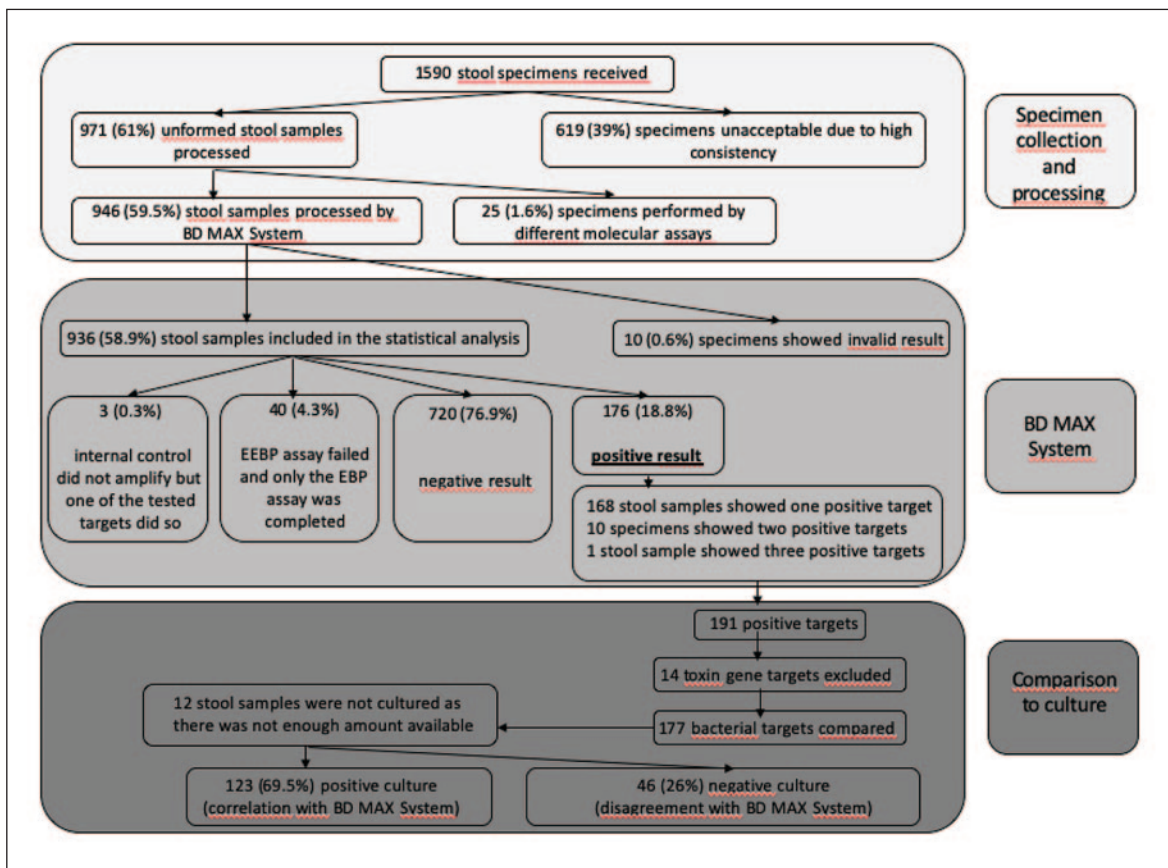 1590 stool specimens received
971 (61%) unformed stool samples
processed
619 (39%) specimens unacceptable due to high
consistency
946 (59.5%) stool samples processed by
BD MAX System
25 (1.6%) specimens performed by
different molecular assays
Specimen
collection
and
processing
936 (58.9%) stool samples included in the statistical analysis
10 (0.6%) specimens showed invalid result
3 (0.3%)
internal control
did not amplify but
one of the tested
targets did so
40 (4.3%)
EEBP assay failed
and only the EBP
assay was
completed
720 (76.9%)
negative result
176 (18.8%)
positive result
168 stool samples showed one positive target
10 specimens showed two positive targets
1 stool sample showed three positive targets
BD MAX
System
191 positive targets
14 toxin gene targets excluded
177 bacterial targets compared
12 stool samples were not cultured as
there was not enough amount available
123 (69.5%) positive culture
(correlation with BD MAX System)
46 (26%) negative culture
(disagreement with BD MAX System)
Comparison
to culture